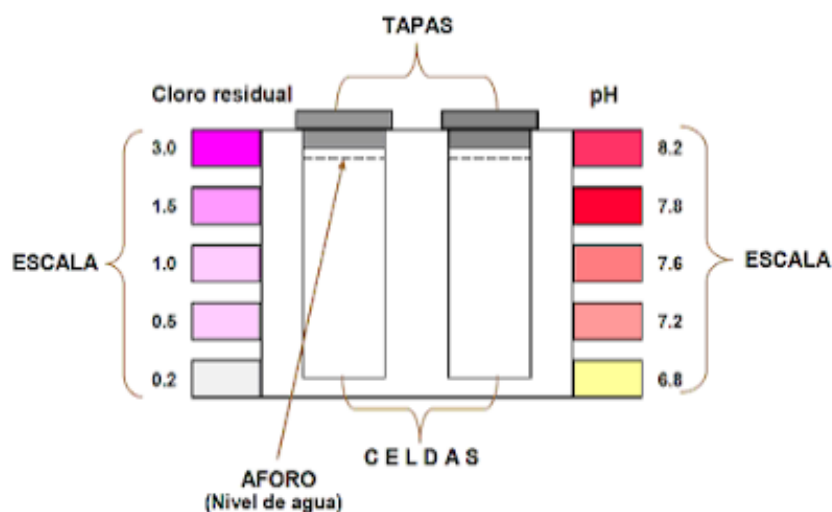 TAPAS
Cloro residual
pH
3.0
8.2
1.5
7.8
ESCALA
1.0
7.6
ESCALA
0.5
7.2
0.2
6.8
C E L D A S
AFORO
(Nivel de agua)